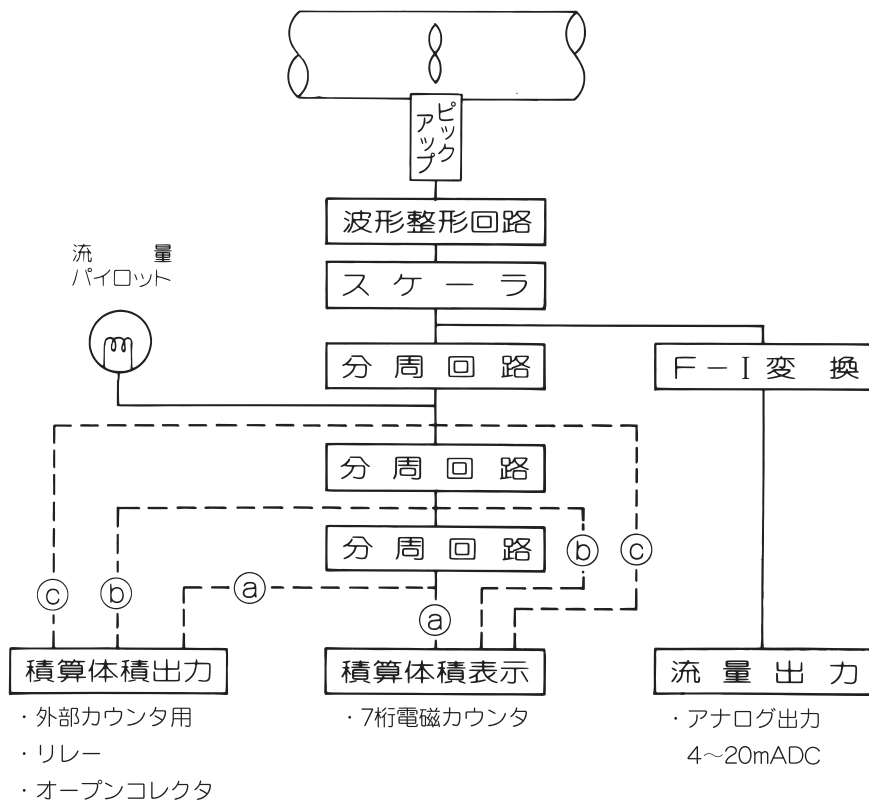 ピック
アップ
波形整形回路
流 量
パイロット
スケーラ
分周回路
F-I変換
分周回路
分周回路
ⓑ ⓒ
ⓒ ⓑ ⓐ
ⓐ
積算体積出力
積算体積表示
流量出力
・外部カウンタ用
・リレー
・オープンコレクタ
・7桁電磁カウンタ
・アナログ出力
4〜20mADC